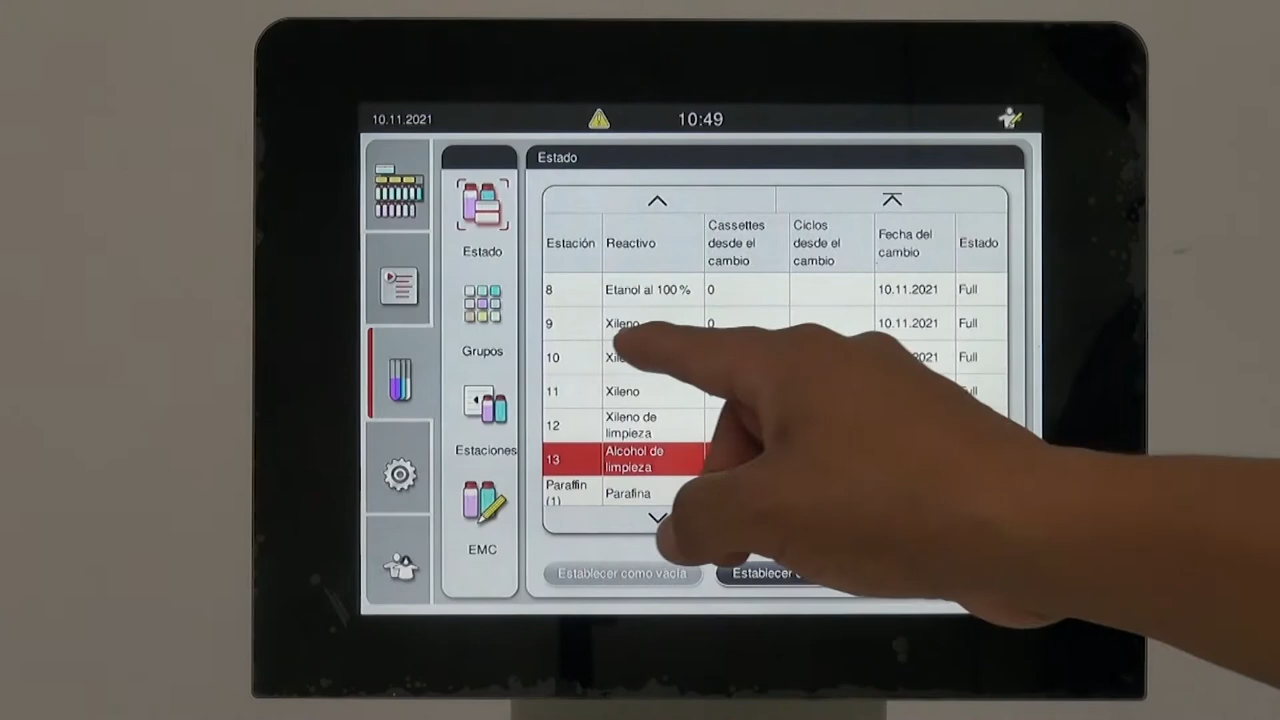 10.11.2021
10:49
Estado
Grupos
Estaciones
EMC
Estado
Estación Reactivo Cassettes desde el cambio Ciclos desde el cambio Fecha del cambio Estado
8 Etanol al 100 % 0 10.11.2021 Full
9 Xileno 0 10.11.2021 Full
10 Full
11 Xileno
12 Xileno de limpieza
13 Alcohol de limpieza
Paraffin (1) Parafina
Establecer como vacía
Establecer